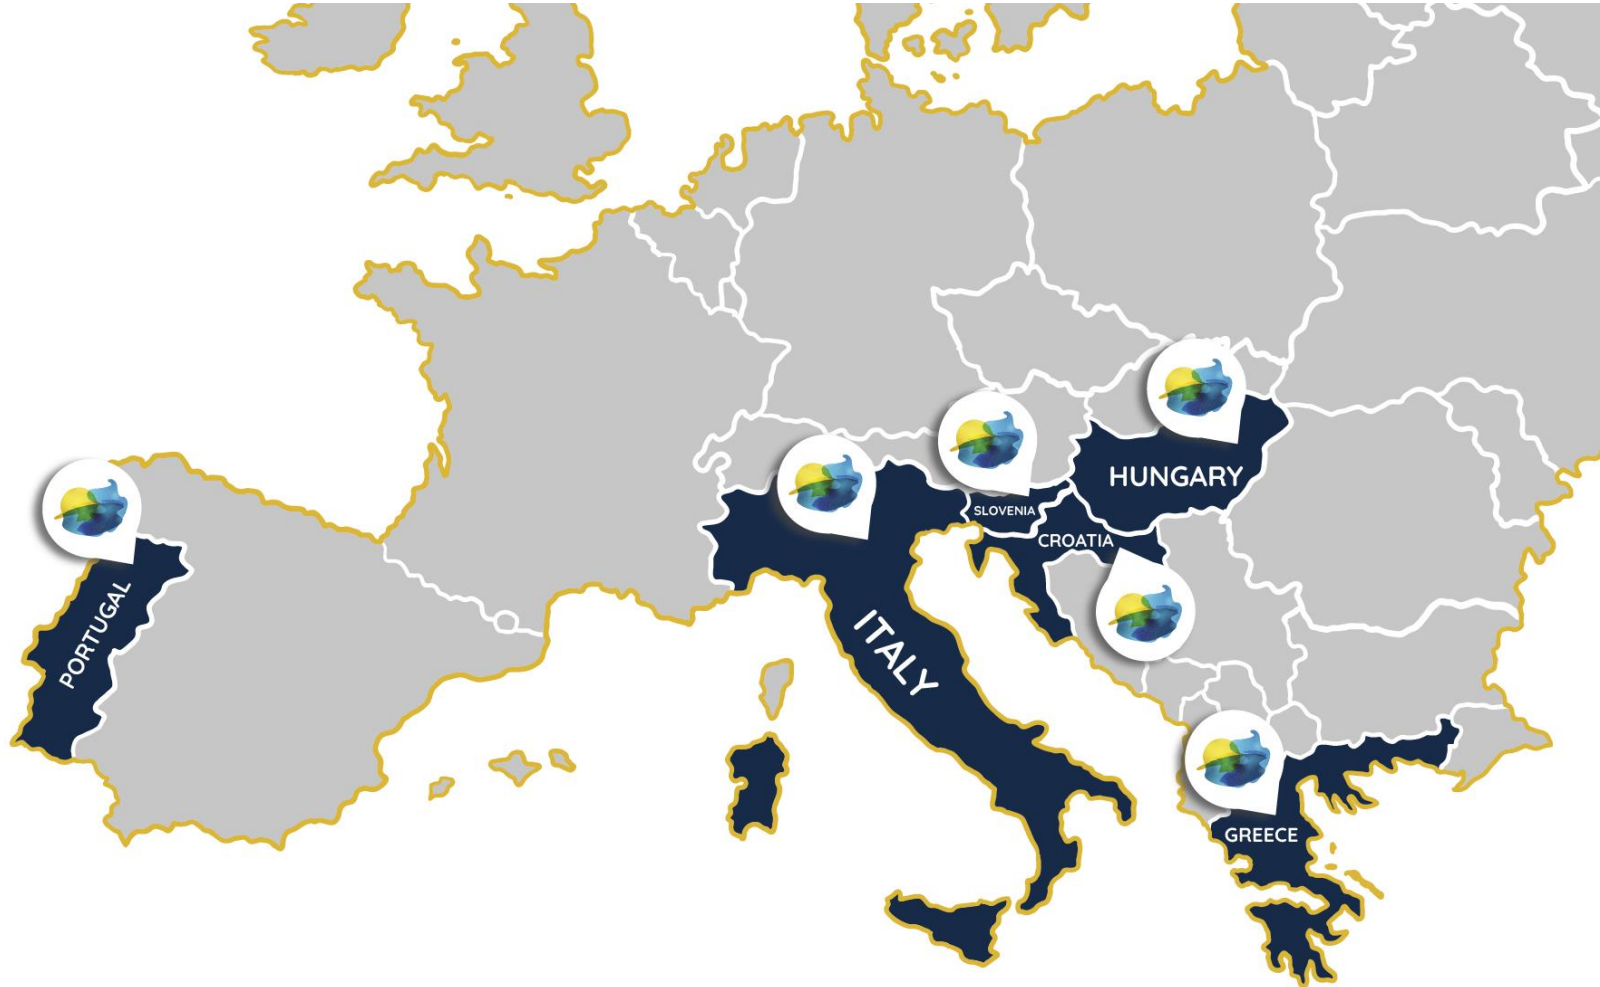 HUNGARY
SLOVENIA
CROATIA
PORTUGAL
ITALY
GREECE